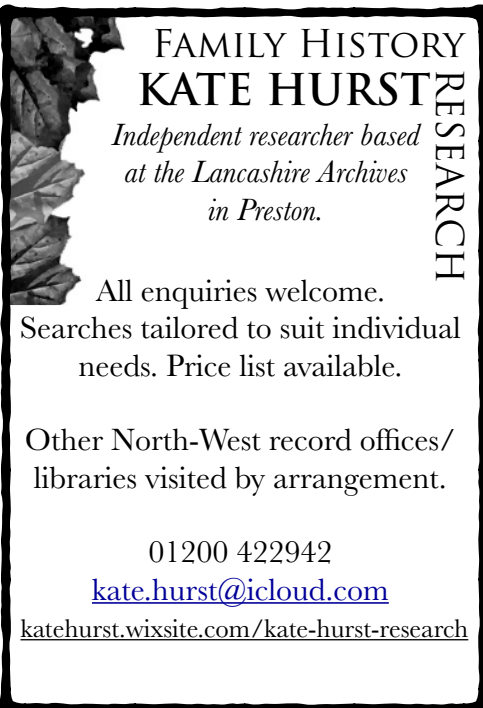 FAMILY HISTORY
KATE HURST
RESEARCH
Independent researcher based
at the Lancashire Archives
in Preston.
All enquiries welcome.
Searches tailored to suit individual
needs. Price list available.
Other North-West record offices/
libraries visited by arrangement.
01200 422942
kate.hurst@icloud.com
katehurst.wixsite.com/kate-hurst-research